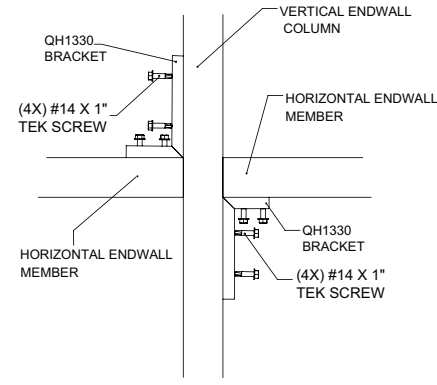 VERTICAL ENDWALL
COLUMN
QH1330
BRACKET
(4X) #14 X 1"
TEK SCREW
HORIZONTAL ENDWALL
MEMBER
HORIZONTAL ENDWALL
MEMBER
QH1330
BRACKET
(4X) #14 X 1"
TEK SCREW